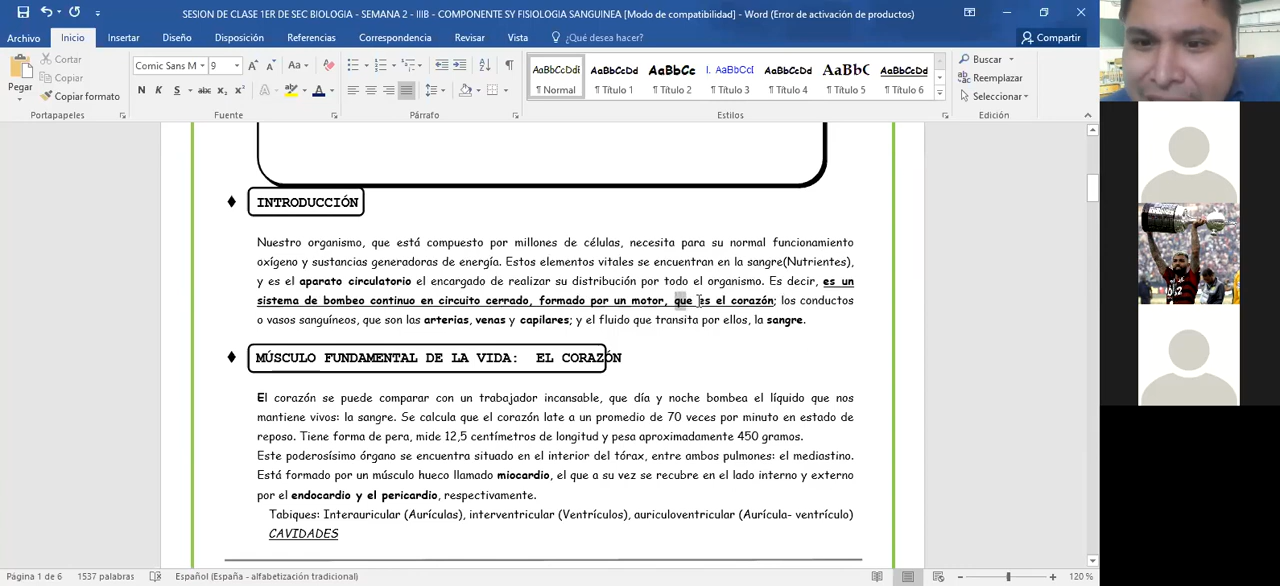 SESION DE CLASE 1ER DE SEC BIOLOGIA - SEMANA 2 - IIIB - COMPONENTE SY FISIOLOGIA SANGUINEA [Modo de compatibilidad] - Word (Error de activación de productos)
Archivo Inicio Insertar Diseño Disposición Referencias Correspondencia Revisar Vista ¿Qué desea hacer? Compartir
Pegar
Cortar
Copiar
Copiar formato
Portapapeles
Comic Sans M 9
N K S abc x₂ x²
Fuente
Párrafo
AaBbCcDdI AaBbCcDd AaBbCc I. AaBbCcI AaBbCcDd AaBbC AaBbCcDd
¶ Normal ¶ Título 1 ¶ Título 2 ¶ Título 3 ¶ Título 4 ¶ Título 5 ¶ Título 6
Estilos
Buscar
Reemplazar
Seleccionar
Edición
INTRODUCCIÓN
Nuestro organismo, que está compuesto por millones de células, necesita para su normal funcionamiento
oxígeno y sustancias generadoras de energía. Estos elementos vitales se encuentran en la sangre(Nutrientes),
y es el aparato circulatorio el encargado de realizar su distribución por todo el organismo. Es decir, es un
sistema de bombeo continuo en circuito cerrado, formado por un motor, que es el corazón; los conductos
o vasos sanguíneos, que son las arterias, venas y capilares; y el fluido que transita por ellos, la sangre.
MÚSCULO FUNDAMENTAL DE LA VIDA: EL CORAZÓN
El corazón se puede comparar con un trabajador incansable, que día y noche bombea el líquido que nos
mantiene vivos: la sangre. Se calcula que el corazón late a un promedio de 70 veces por minuto en estado de
reposo. Tiene forma de pera, mide 12,5 centímetros de longitud y pesa aproximadamente 450 gramos.
Este poderosísimo órgano se encuentra situado en el interior del tórax, entre ambos pulmones: el mediastino.
Está formado por un músculo hueco llamado miocardio, el que a su vez se recubre en el lado interno y externo
por el endocardio y el pericardio, respectivamente.
Tabiques: Interauricular (Aurículas), interventricular (Ventrículos), auriculoventricular (Aurícula- ventrículo)
CAVIDADES
Página 1 de 6 1537 palabras Español (España - alfabetización tradicional) 120 %